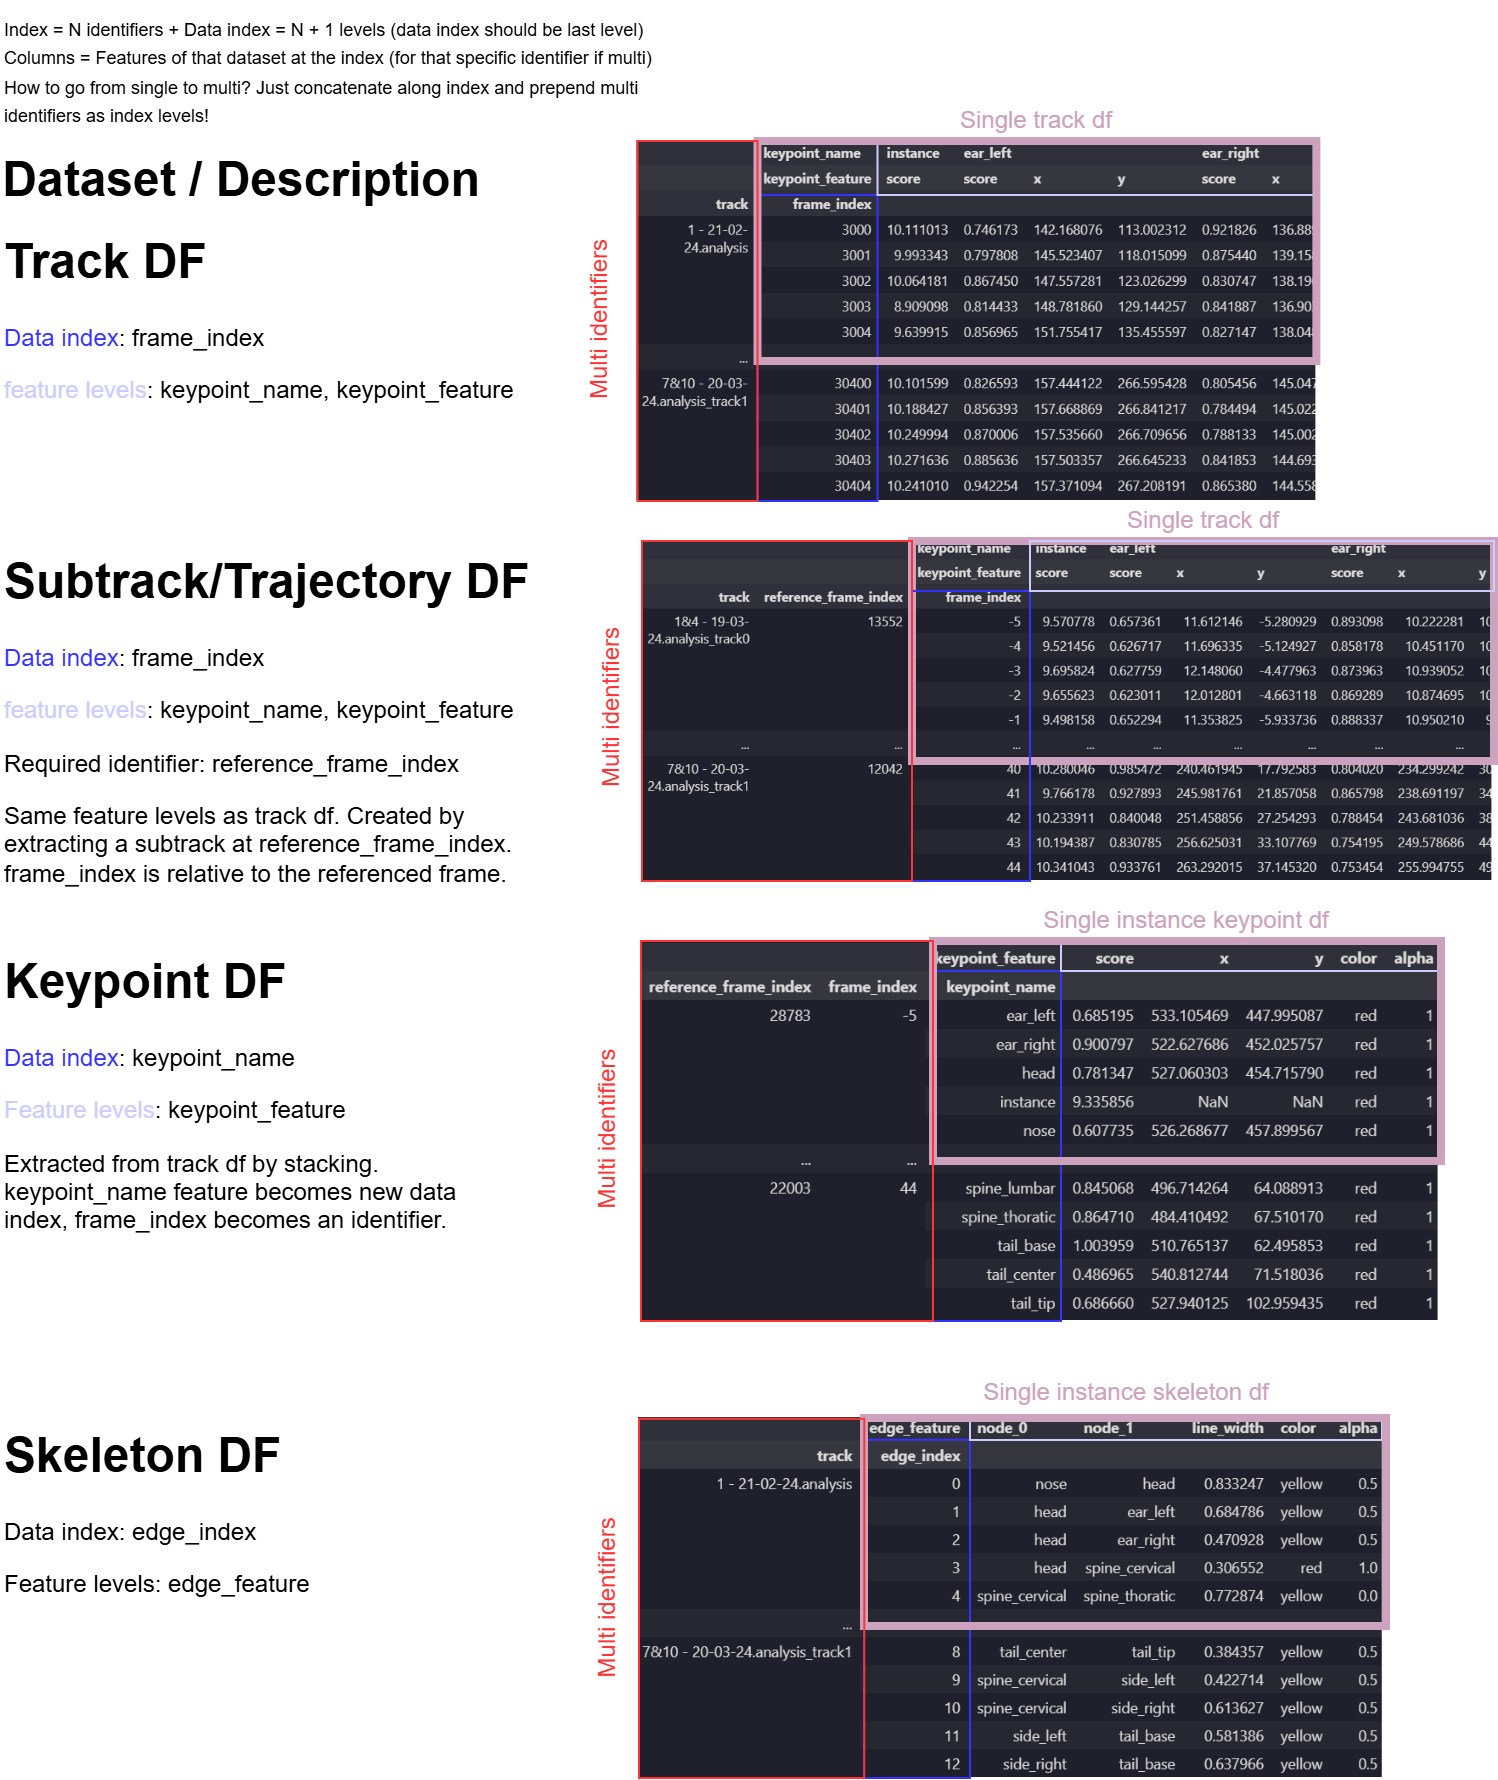 Index = N identifiers + Data index = N + 1 levels (data index should be last level)
Columns = Features of that dataset at the index (for that specific identifier if multi)
How to go from single to multi? Just concatenate along index and prepend multi
identifiers as index levels!
Dataset / Description
Track DF
Data index: frame_index
feature levels: keypoint_name, keypoint_feature
Multi identifiers
Single track df
keypoint_name instance ear_left ear_right
keypoint_feature score score x y score x
track frame_index
1 - 21-02- 3000 10.111013 0.746173 142.168076 113.002312 0.921826 136.88
24.analysis
3001 9.993343 0.797808 145.523407 118.015099 0.875440 139.15
3002 10.064181 0.867450 147.557281 123.026299 0.830747 138.19
3003 8.909098 0.814433 148.781860 129.144257 0.841887 136.90
3004 9.639915 0.856965 151.755417 135.455597 0.827147 138.04
...
7&10 - 20-03- 30400 10.101599 0.826593 157.444122 266.595428 0.805456 145.047
24.analysis_track1 30401 10.188427 0.856393 157.668869 266.841217 0.784494 145.022
30402 10.249994 0.870006 157.535660 266.709656 0.788133 145.002
30403 10.271636 0.885636 157.503357 266.645233 0.841853 144.693
30404 10.241010 0.942254 157.371094 267.208191 0.865380 144.558
Subtrack/Trajectory DF
Data index: frame_index
feature levels: keypoint_name, keypoint_feature
Required identifier: reference_frame_index
Same feature levels as track df. Created by
extracting a subtrack at reference_frame_index.
frame_index is relative to the referenced frame.
Multi identifiers
Single track df
keypoint_name instance ear_left ear_right
keypoint_feature score score x y score x y
track reference_frame_index frame_index
1&4 - 19-03- 13552 -5 9.570778 0.657361 11.612146 -5.280929 0.893098 10.222281 10
24.analysis_track0
-4 9.521456 0.626717 11.696335 -5.124927 0.858178 10.451170 10
-3 9.695824 0.627759 12.148060 -4.477963 0.873963 10.939052 10
-2 9.655623 0.623011 12.012801 -4.663118 0.869289 10.874695 10
-1 9.498158 0.652294 11.353825 -5.933736 0.888337 10.950210 9
... ... ... ... ... ... ... ... ...
7&10 - 20-03- 12042 40 10.280046 0.985472 240.461945 17.792583 0.804020 234.299242 30
24.analysis_track1
41 9.766178 0.927893 245.981761 21.857058 0.865798 238.691197 34
42 10.233911 0.840048 251.458856 27.254293 0.788454 243.681036 38
43 10.194387 0.830785 256.625031 33.107769 0.754195 249.578686 44
44 10.341043 0.933761 263.292015 37.145320 0.753454 255.994755 49
Keypoint DF
Data index: keypoint_name
Feature levels: keypoint_feature
Extracted from track df by stacking.
keypoint_name feature becomes new data
index, frame_index becomes an identifier.
Multi identifiers
Single instance keypoint df
keypoint_feature score x y color alpha
reference_frame_index frame_index keypoint_name
28783 -5 ear_left 0.685195 533.105469 447.995087 red 1
ear_right 0.900797 522.627686 452.025757 red 1
head 0.781347 527.060303 454.715790 red 1
instance 9.335856 NaN NaN red 1
nose 0.607735 526.268677 457.899567 red 1
... ...
22003 44 spine_lumbar 0.845068 496.714264 64.088913 red 1
spine_thoratic 0.864710 484.410492 67.510170 red 1
tail_base 1.003959 510.765137 62.495853 red 1
tail_center 0.486965 540.812744 71.518036 red 1
tail_tip 0.686660 527.940125 102.959435 red 1
Skeleton DF
Data index: edge_index
Feature levels: edge_feature
Multi identifiers
Single instance skeleton df
edge_feature node_0 node_1 line_width color alpha
track edge_index
1 - 21-02-24.analysis 0 nose head 0.833247 yellow 0.5
1 head ear_left 0.684786 yellow 0.5
2 head ear_right 0.470928 yellow 0.5
3 head spine_cervical 0.306552 red 1.0
4 spine_cervical spine_thoratic 0.772874 yellow 0.0
...
7&10 - 20-03-24.analysis_track1 8 tail_center tail_tip 0.384357 yellow 0.5
9 spine_cervical side_left 0.422714 yellow 0.5
10 spine_cervical side_right 0.613627 yellow 0.5
11 side_left tail_base 0.581386 yellow 0.5
12 side_right tail_base 0.637966 yellow 0.5